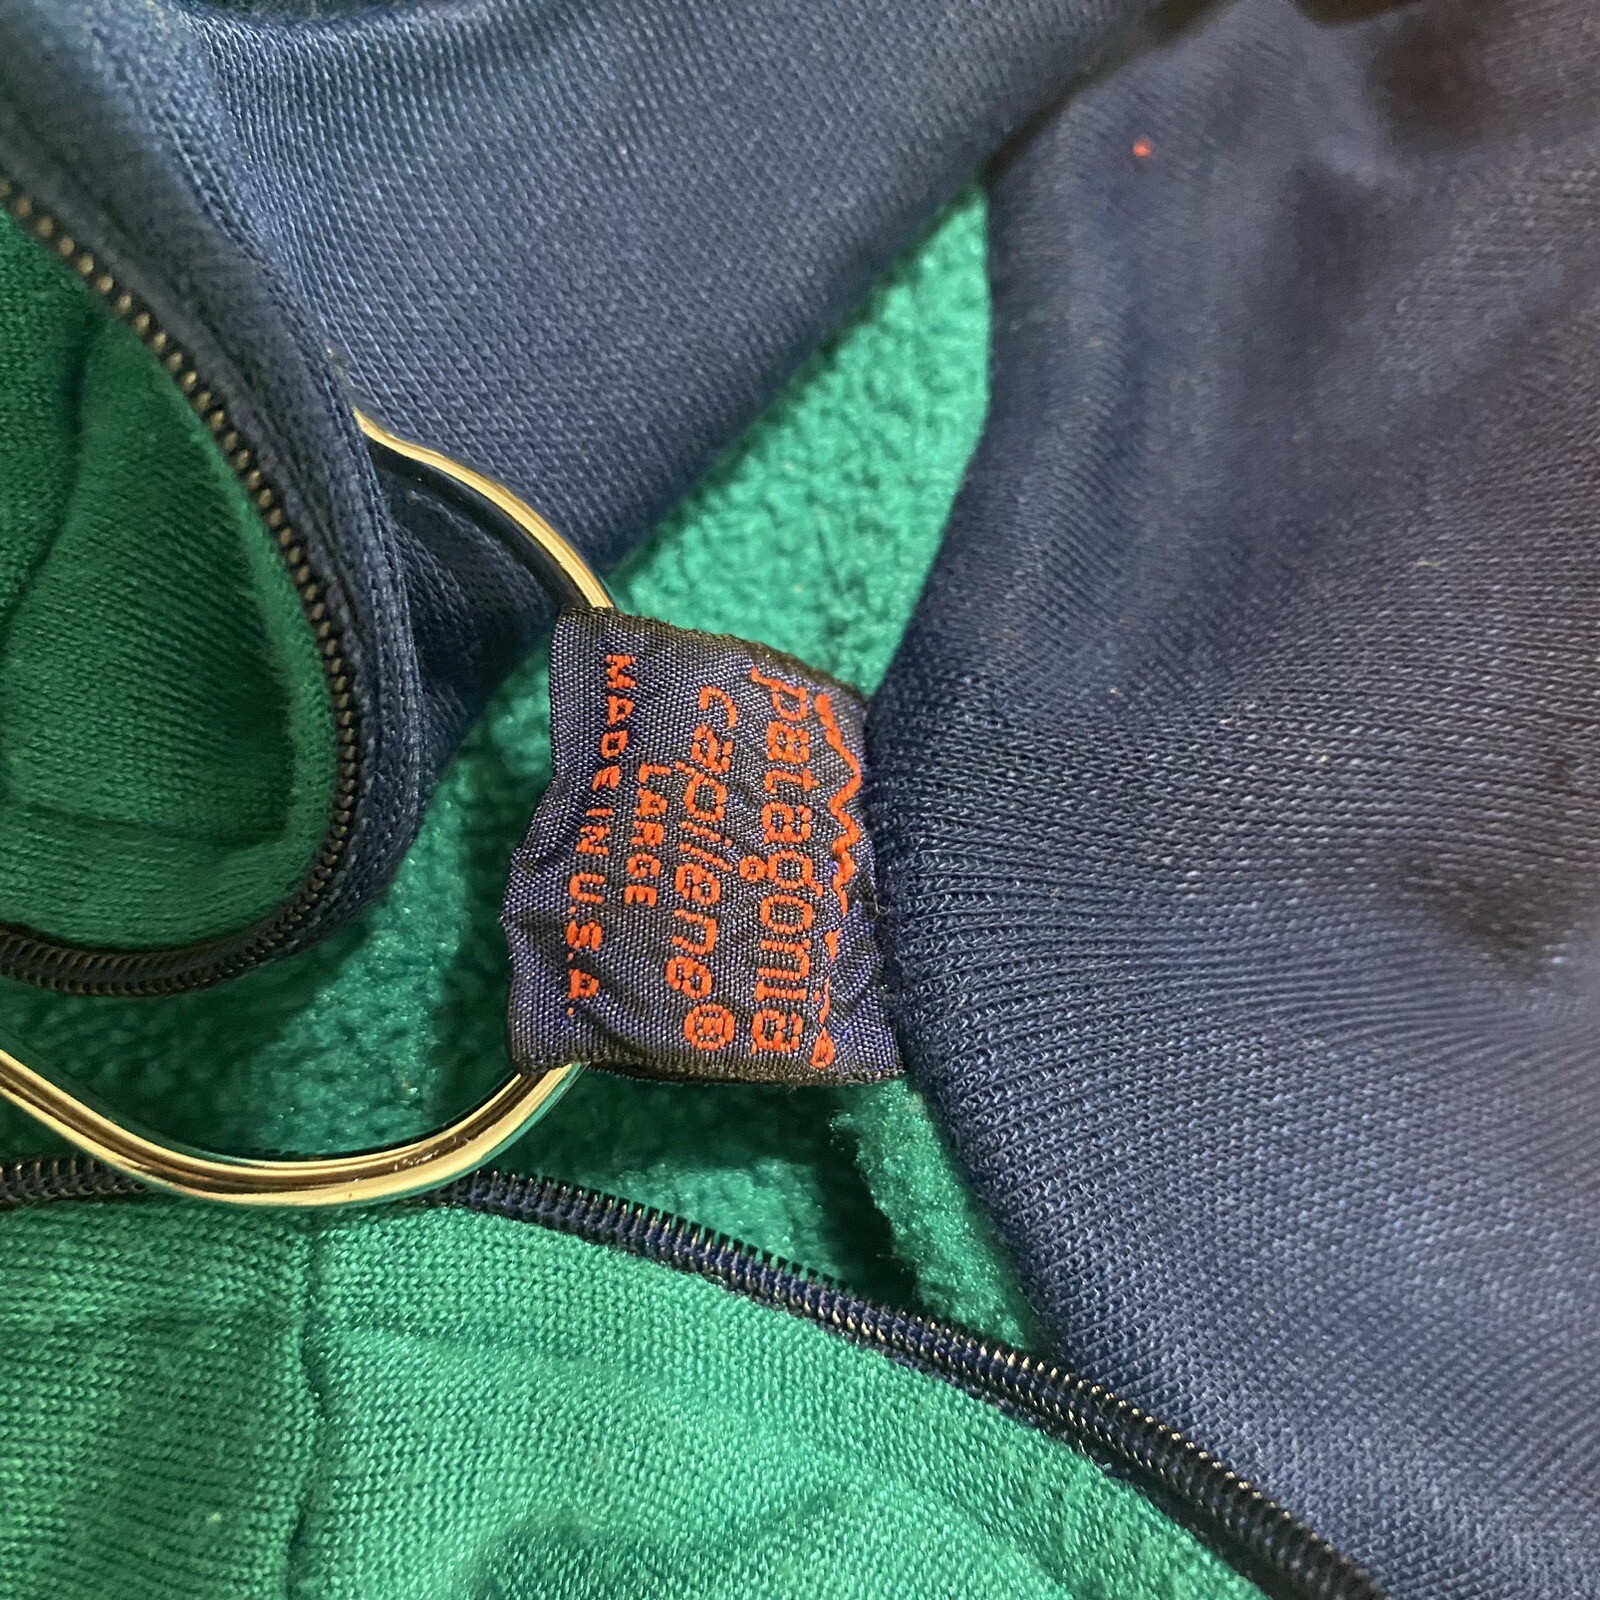 patagonia®
capilene®
LARGE
MADE IN U.S.A.